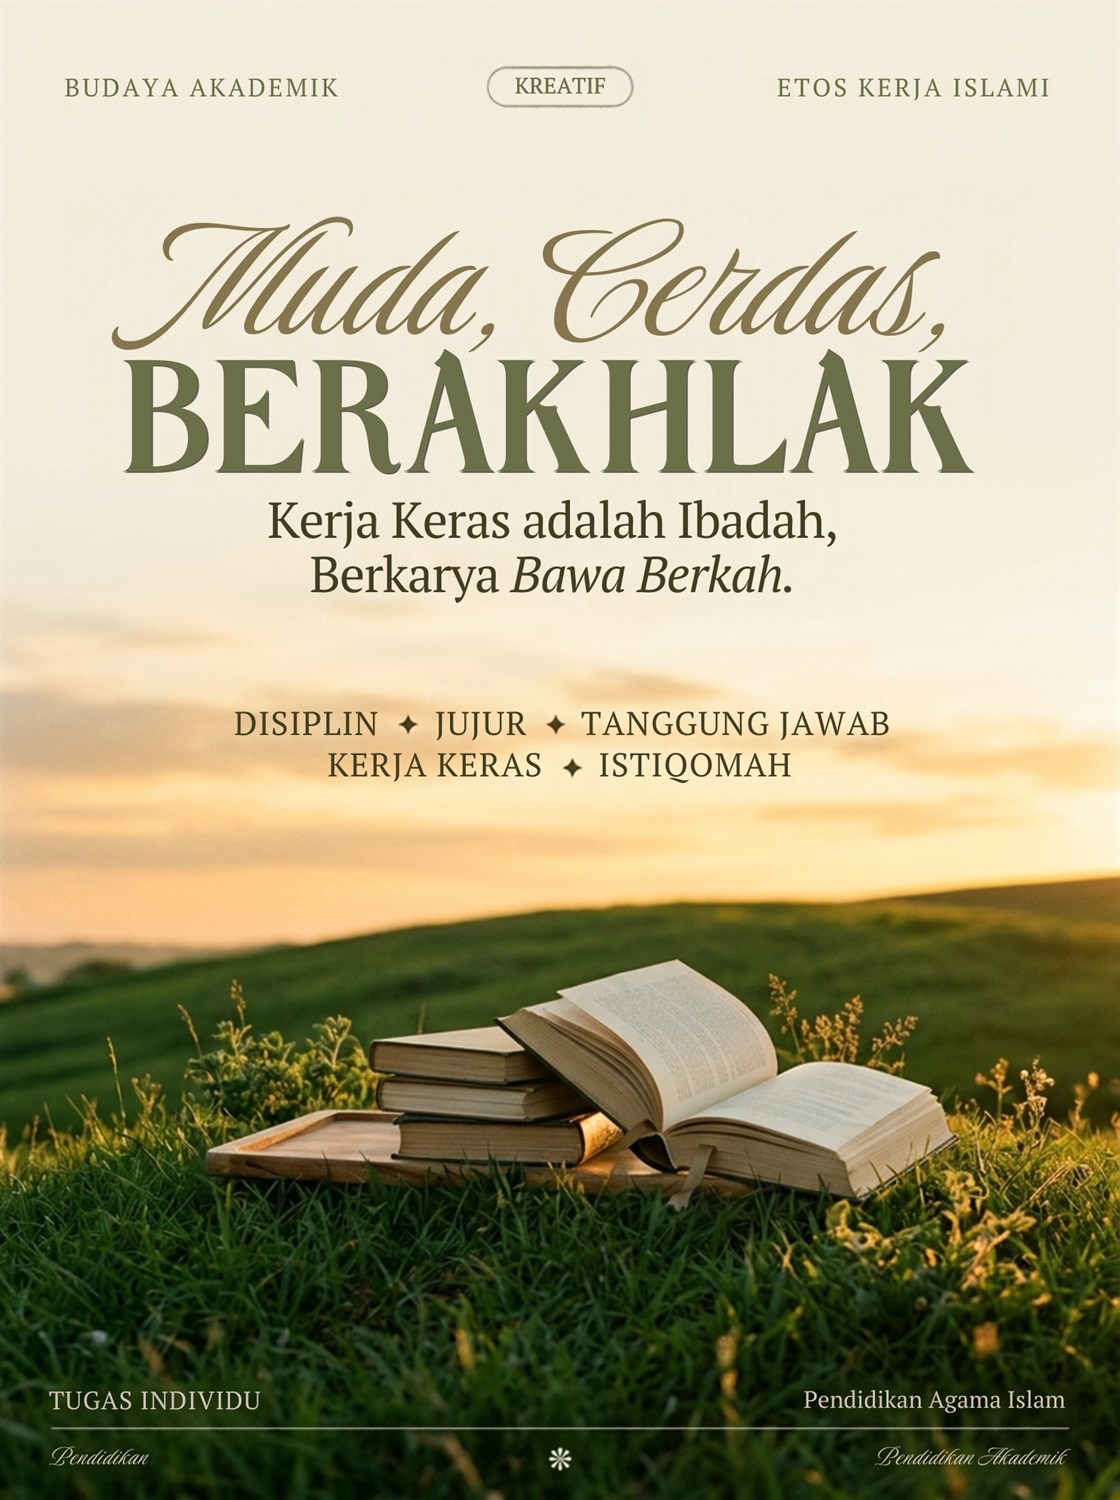 BUDAYA AKADEMIK
KREATIF
ETOS KERJA ISLAMI
Muda, Cerdas,
BERAKHLAK
Kerja Keras adalah Ibadah,
Berkarya Bawa Berkah.
DISIPLIN ✦ JUJUR ✦ TANGGUNG JAWAB
KERJA KERAS ✦ ISTIQOMAH
TUGAS INDIVIDU
Pendidikan Agama Islam
Pendidikan
Pendidikan Akademik